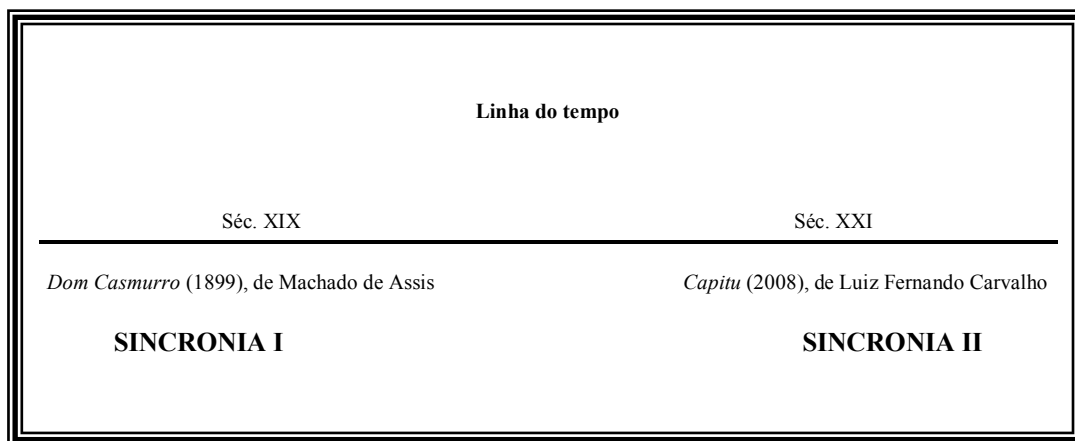 Linha do tempo
Séc. XIX Séc. XXI
Dom Casmurro (1899), de Machado de Assis Capitu (2008), de Luiz Fernando Carvalho
SINCRONIA I SINCRONIA II